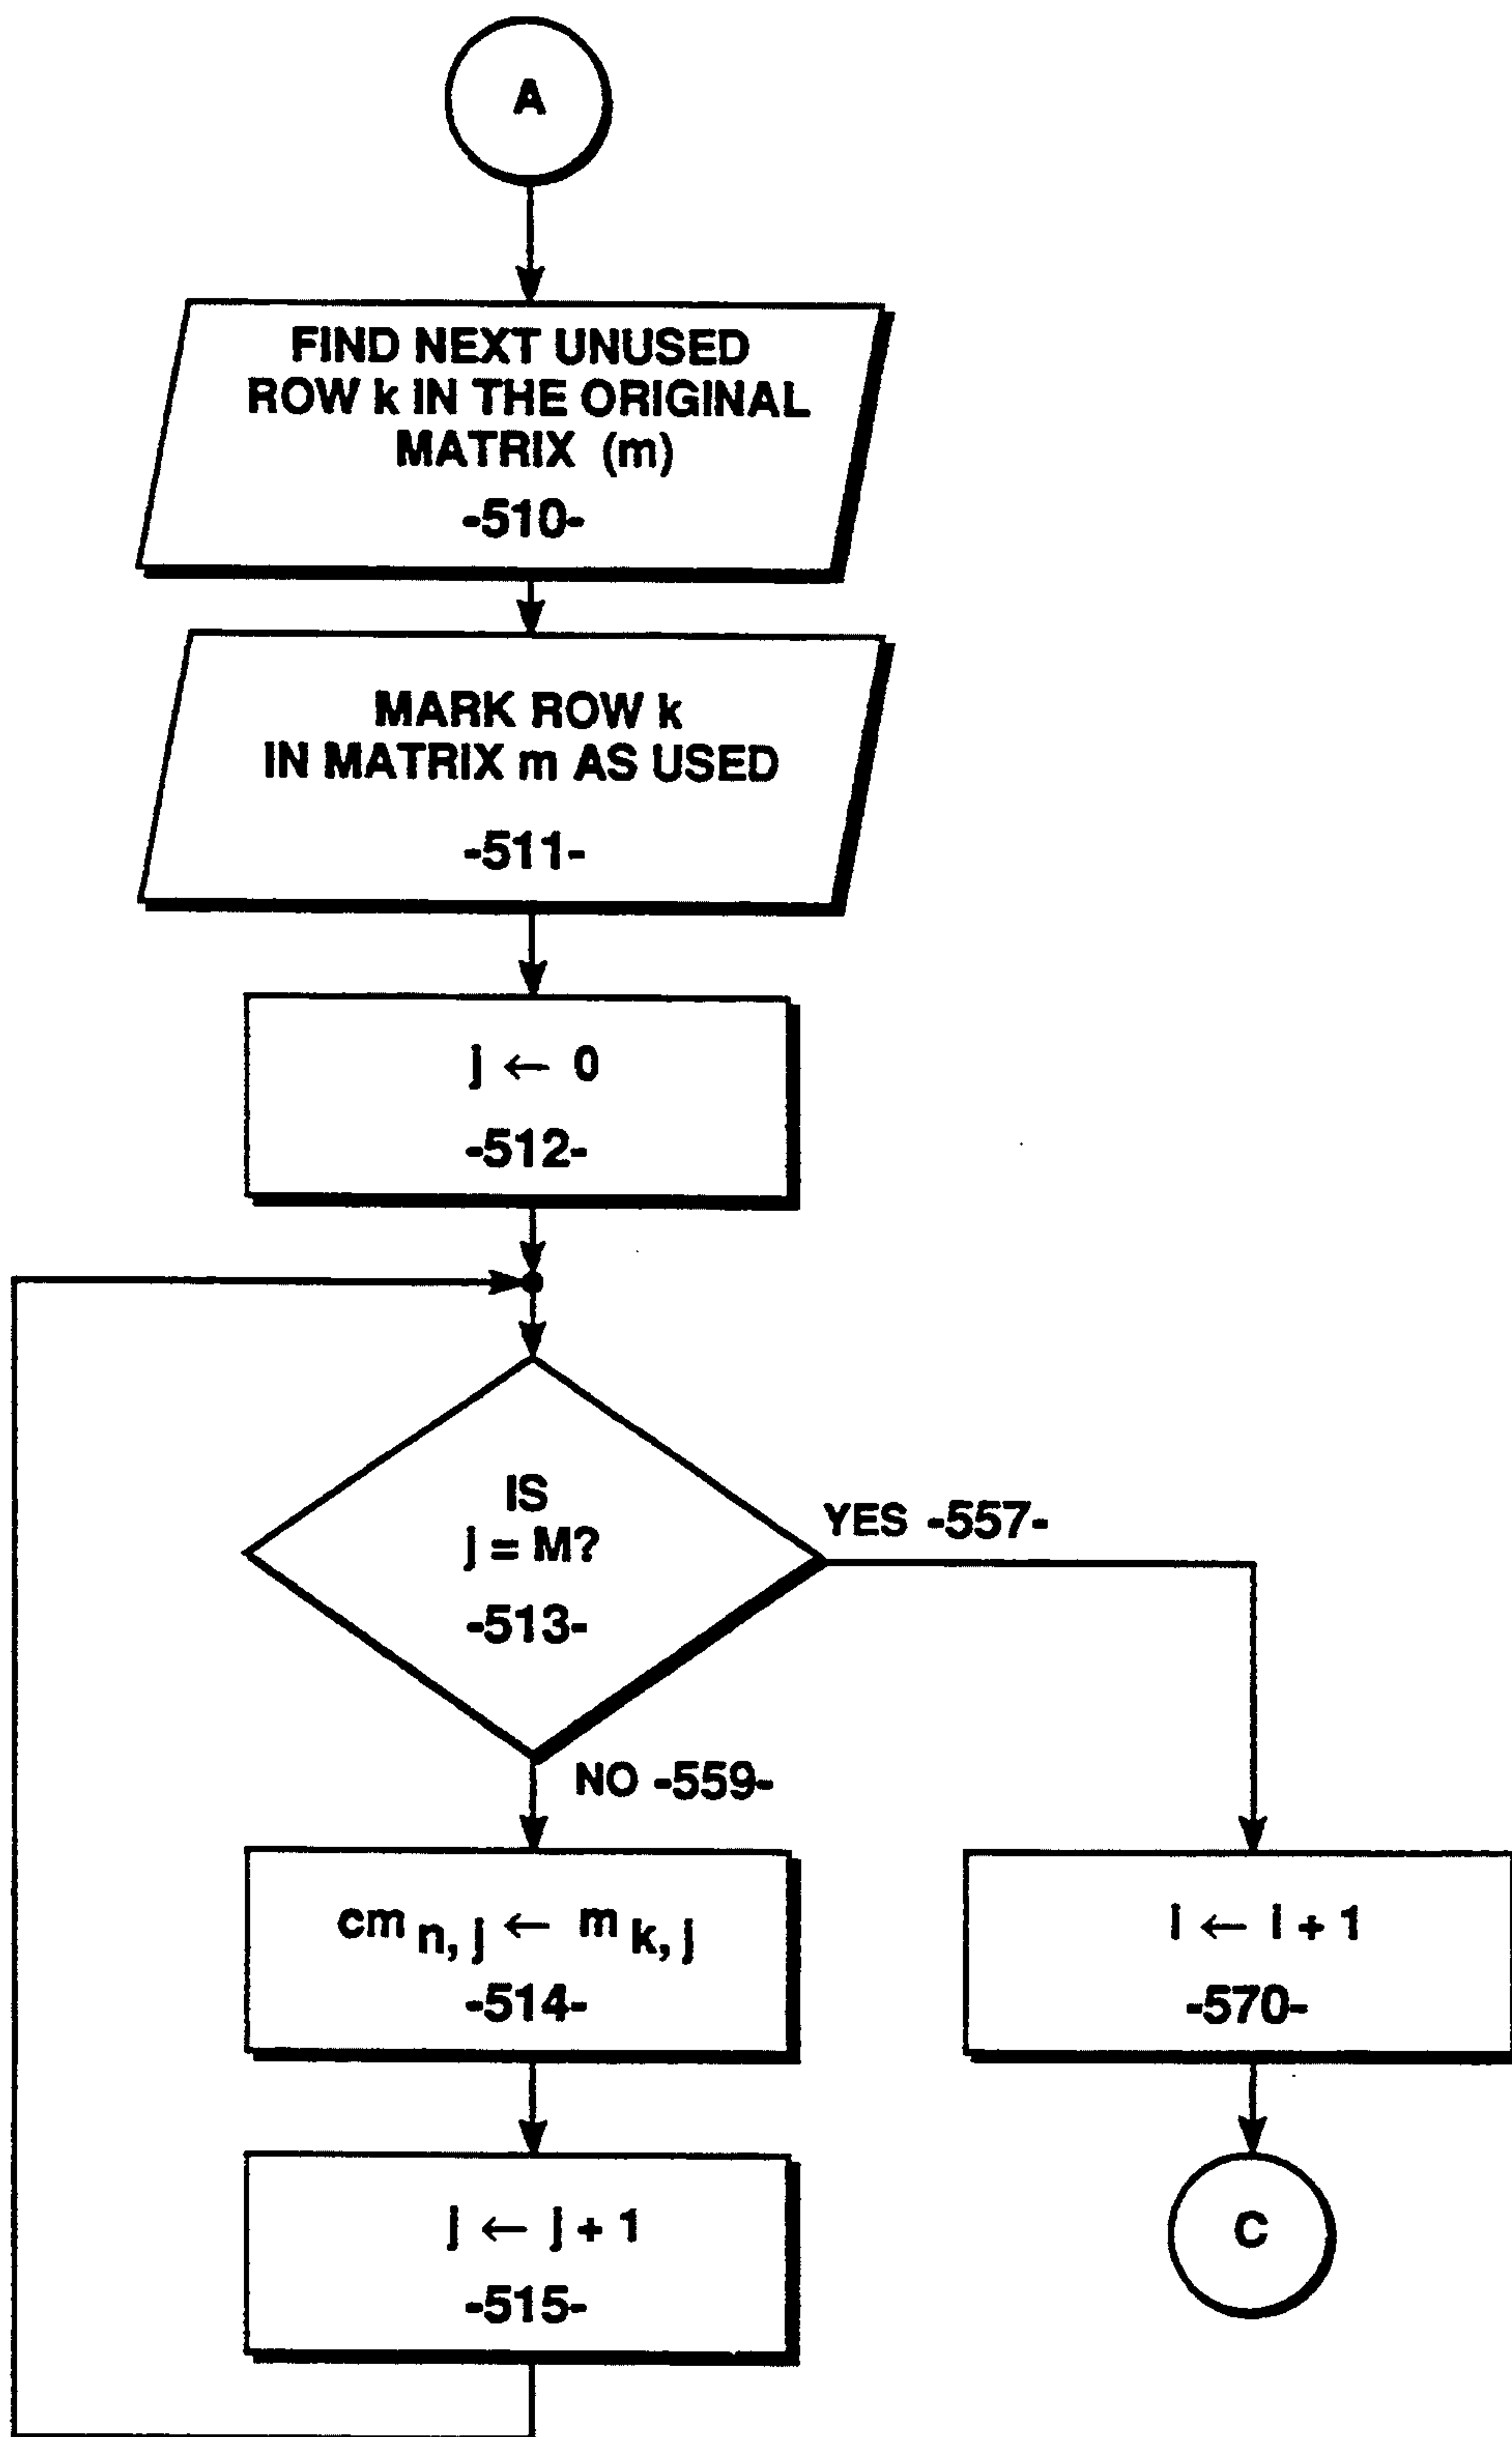 A
FIND NEXT UNUSED
ROW k IN THE ORIGINAL
MATRIX (m)
-510-
MARK ROW k
IN MATRIX m AS USED
-511-
j ← 0
-512-
IS
j = M?
-513-
YES -557-
NO -559-
cm n, j ← m k, j
-514-
i ← i + 1
-570-
j ← j + 1
-515-
C